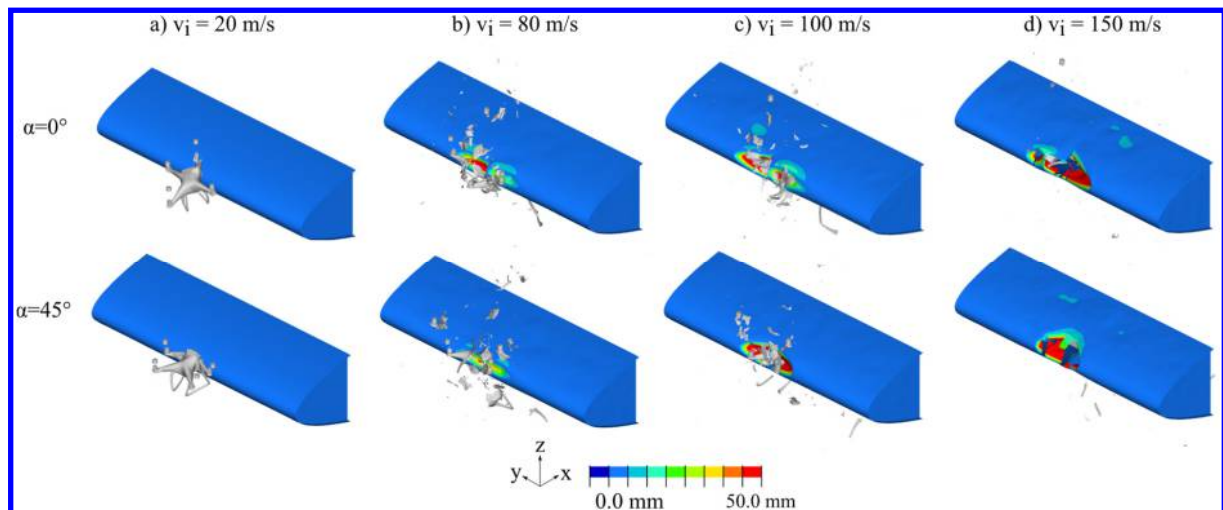 a) vi = 20 m/s
b) vi = 80 m/s
c) vi = 100 m/s
d) vi = 150 m/s
α=0°
α=45°
z
y
x
0.0 mm
50.0 mm